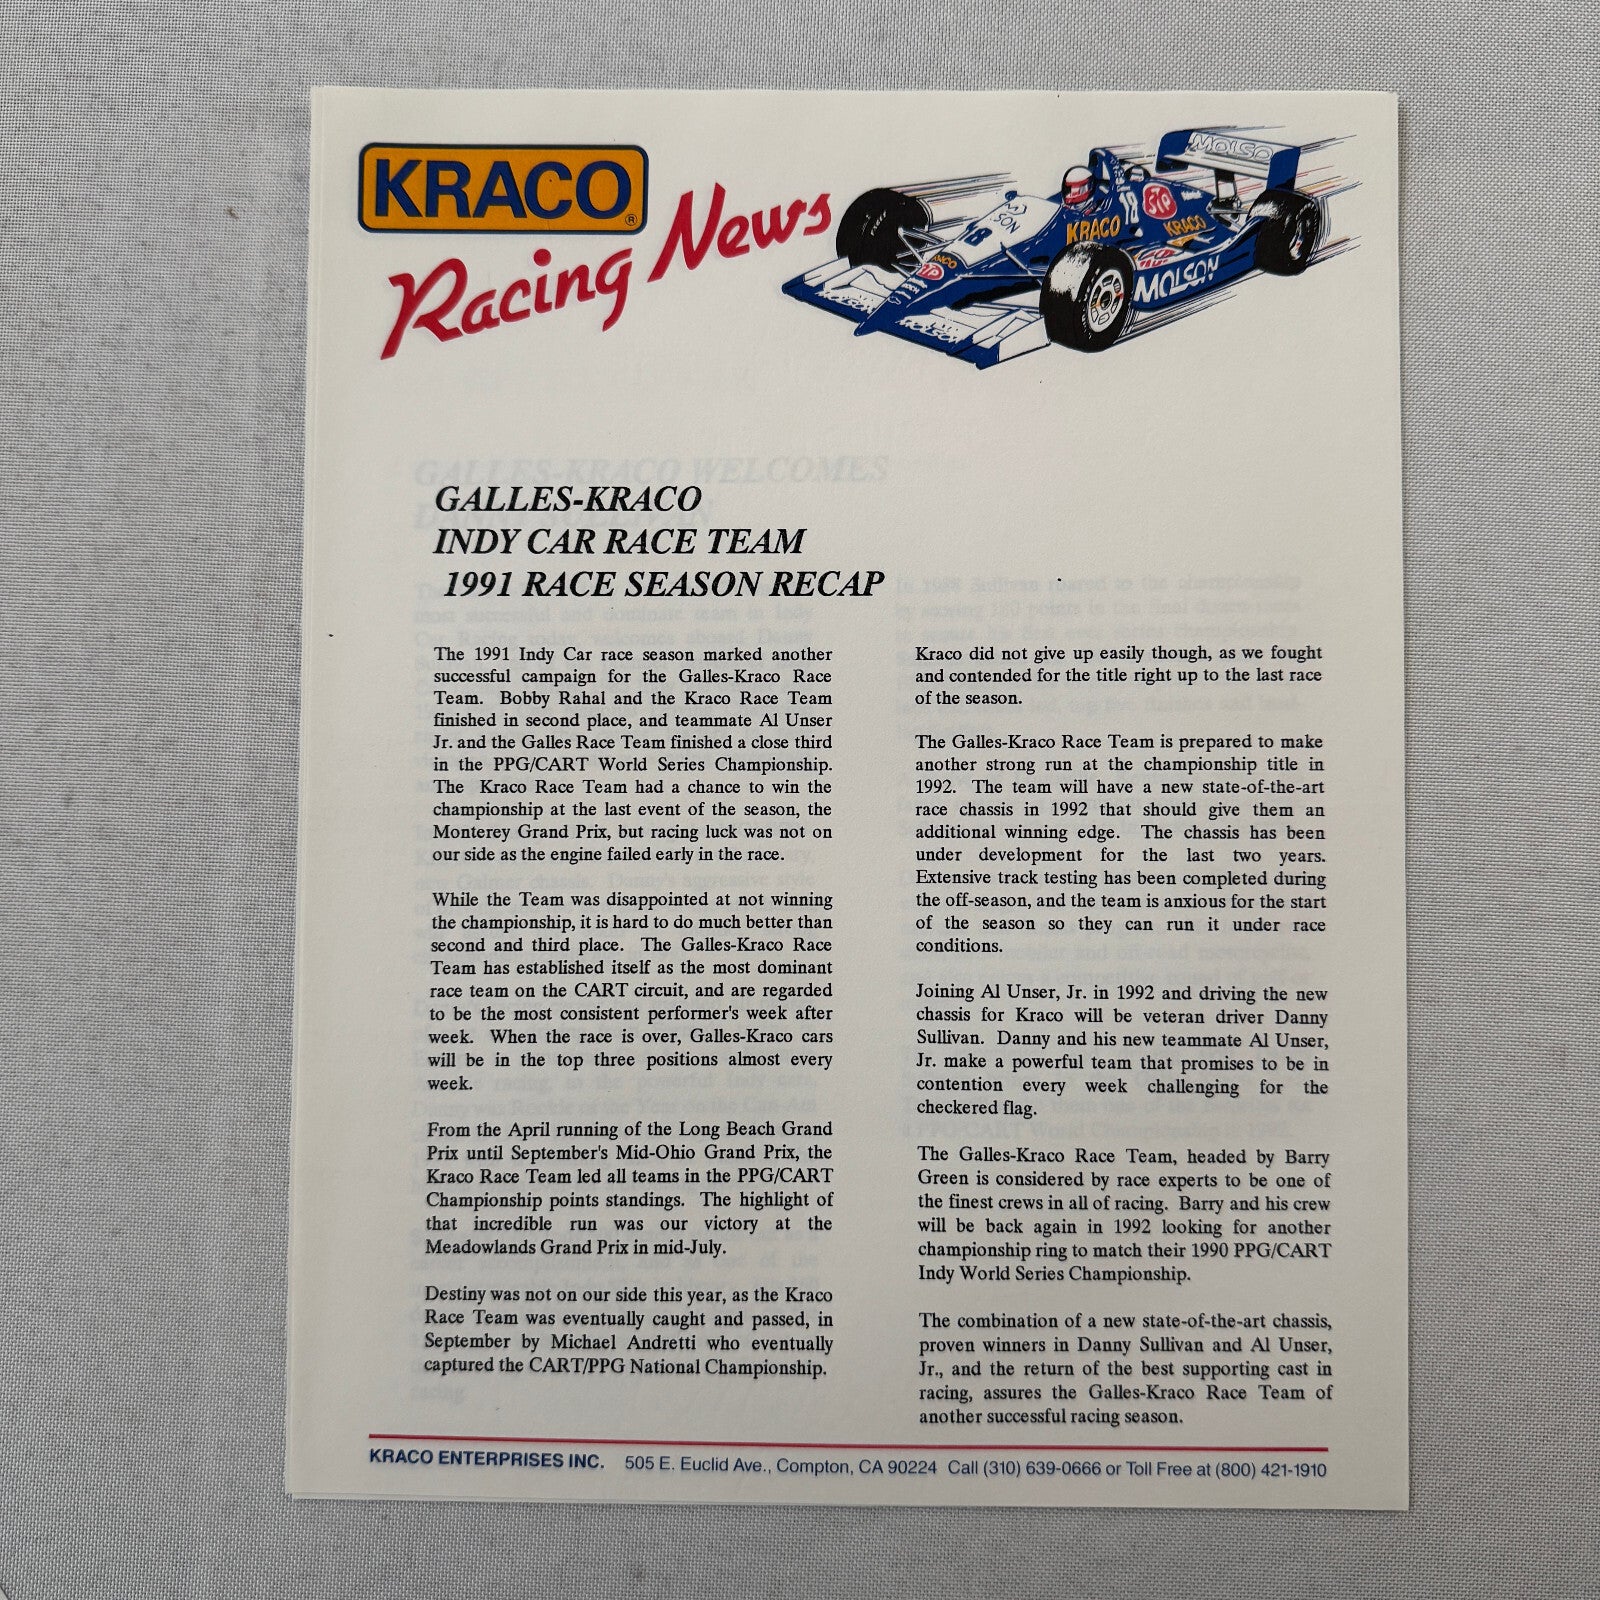 KRACO
Racing News
MOLSO
M
SON
18
KRACO
18
STP
KRACO
STP
MOLSON
MOLSON
MOLSON
GALLES-KRACO WELCOMES
GALLES-KRACO
INDY CAR RACE TEAM
1991 RACE SEASON RECAP
The 1991 Indy Car race season marked another
successful campaign for the Galles-Kraco Race
Team. Bobby Rahal and the Kraco Race Team
finished in second place, and teammate Al Unser
Jr. and the Galles Race Team finished a close third
in the PPG/CART World Series Championship.
The Kraco Race Team had a chance to win the
championship at the last event of the season, the
Monterey Grand Prix, but racing luck was not on
our side as the engine failed early in the race.
While the Team was disappointed at not winning
the championship, it is hard to do much better than
second and third place. The Galles-Kraco Race
Team has established itself as the most dominant
race team on the CART circuit, and are regarded
to be the most consistent performer's week after
week. When the race is over, Galles-Kraco cars
will be in the top three positions almost every
week.
From the April running of the Long Beach Grand
Prix until September's Mid-Ohio Grand Prix, the
Kraco Race Team led all teams in the PPG/CART
Championship points standings. The highlight of
that incredible run was our victory at the
Meadowlands Grand Prix in mid-July.
Destiny was not on our side this year, as the Kraco
Race Team was eventually caught and passed, in
September by Michael Andretti who eventually
captured the CART/PPG National Championship.
Kraco did not give up easily though, as we fought
and contended for the title right up to the last race
of the season.
The Galles-Kraco Race Team is prepared to make
another strong run at the championship title in
1992. The team will have a new state-of-the-art
race chassis in 1992 that should give them an
additional winning edge. The chassis has been
under development for the last two years.
Extensive track testing has been completed during
the off-season, and the team is anxious for the start
of the season so they can run it under race
conditions.
Joining Al Unser, Jr. in 1992 and driving the new
chassis for Kraco will be veteran driver Danny
Sullivan. Danny and his new teammate Al Unser,
Jr. make a powerful team that promises to be in
contention every week challenging for the
checkered flag.
The Galles-Kraco Race Team, headed by Barry
Green is considered by race experts to be one of
the finest crews in all of racing. Barry and his crew
will be back again in 1992 looking for another
championship ring to match their 1990 PPG/CART
Indy World Series Championship.
The combination of a new state-of-the-art chassis,
proven winners in Danny Sullivan and Al Unser,
Jr., and the return of the best supporting cast in
racing, assures the Galles-Kraco Race Team of
another successful racing season.
KRACO ENTERPRISES INC. 505 E. Euclid Ave., Compton, CA 90224 Call (310) 639-0666 or Toll Free at (800) 421-1910